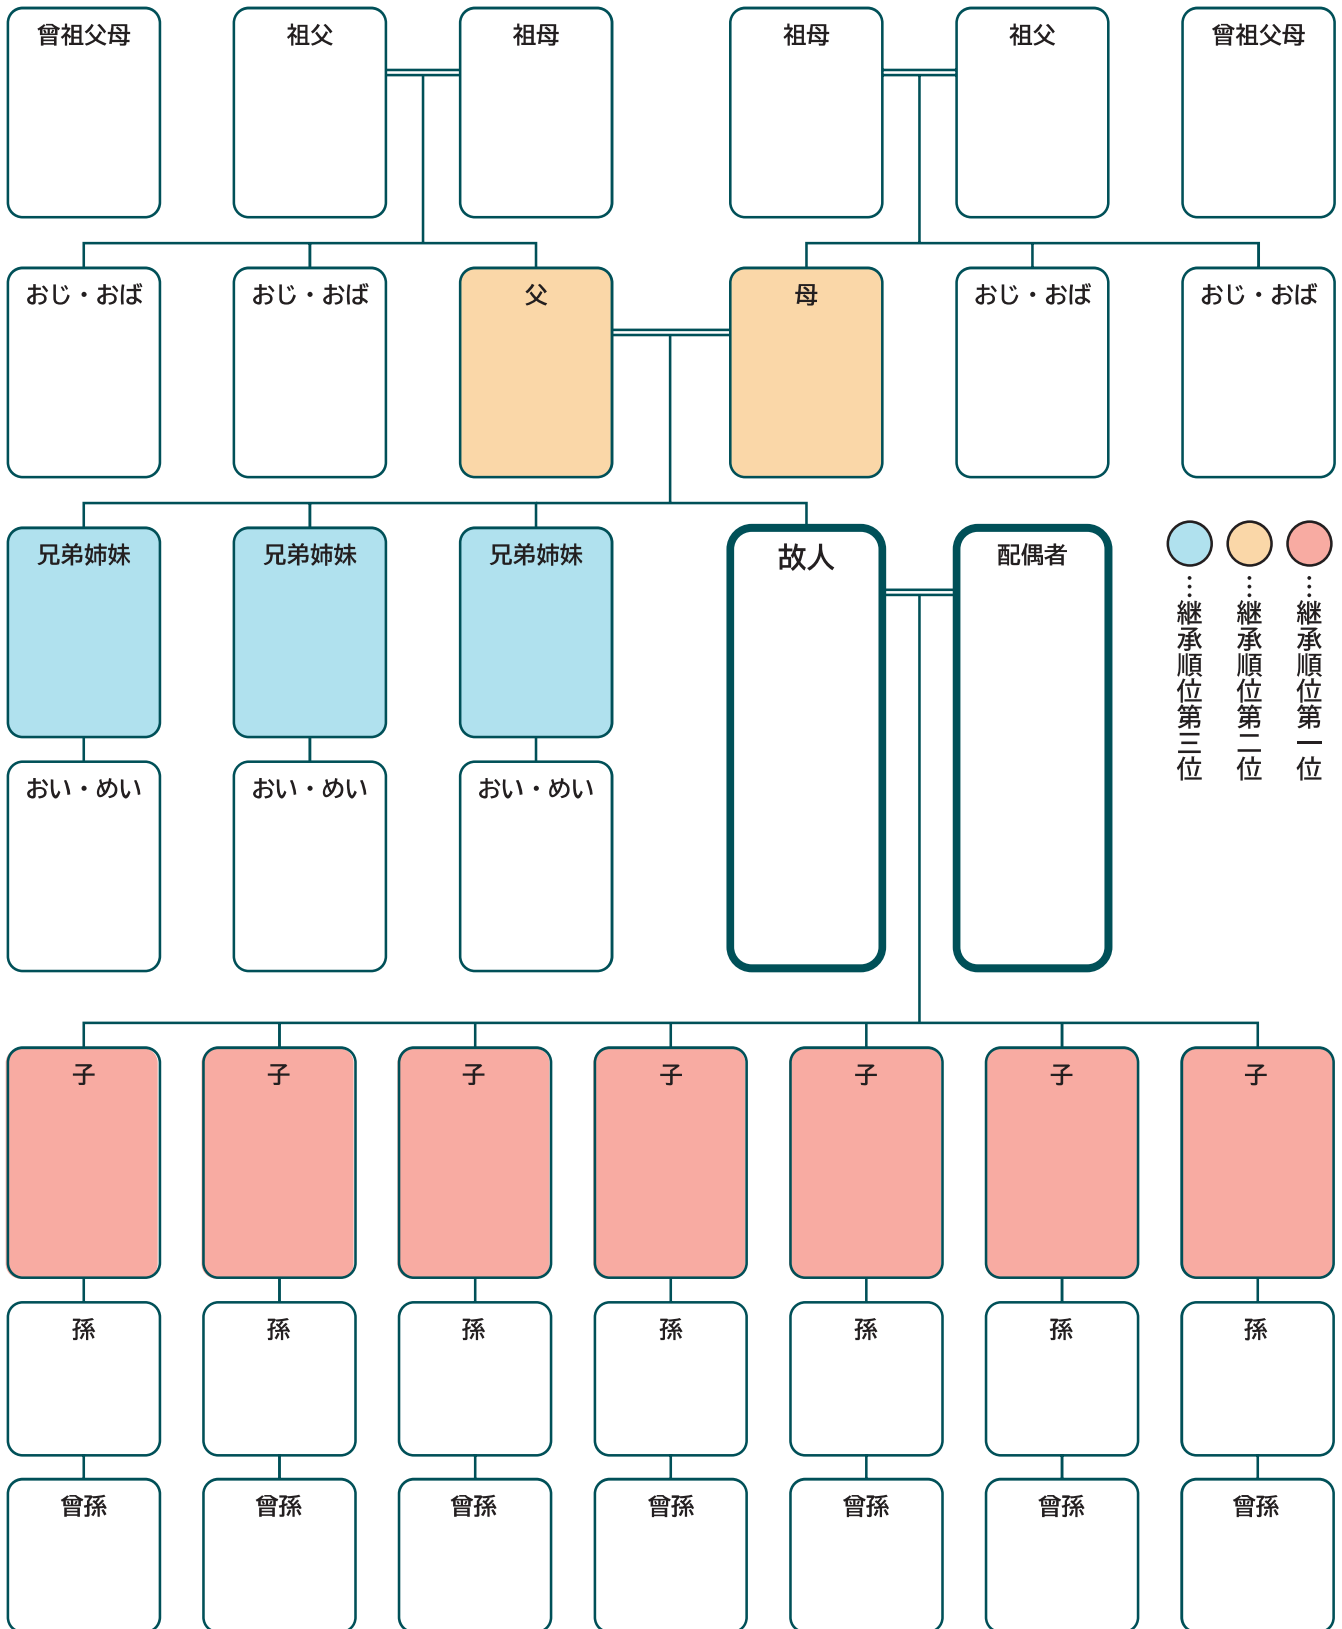 曾祖父母
祖父
祖母
祖母
祖父
曾祖父母
おじ・おば
おじ・おば
父
母
おじ・おば
おじ・おば
兄弟姉妹
兄弟姉妹
兄弟姉妹
故人
配偶者
…継承順位第一位
…継承順位第二位
…継承順位第三位
おい・めい
おい・めい
おい・めい
子
子
子
子
子
子
子
孫
孫
孫
孫
孫
孫
孫
曾孫
曾孫
曾孫
曾孫
曾孫
曾孫
曾孫